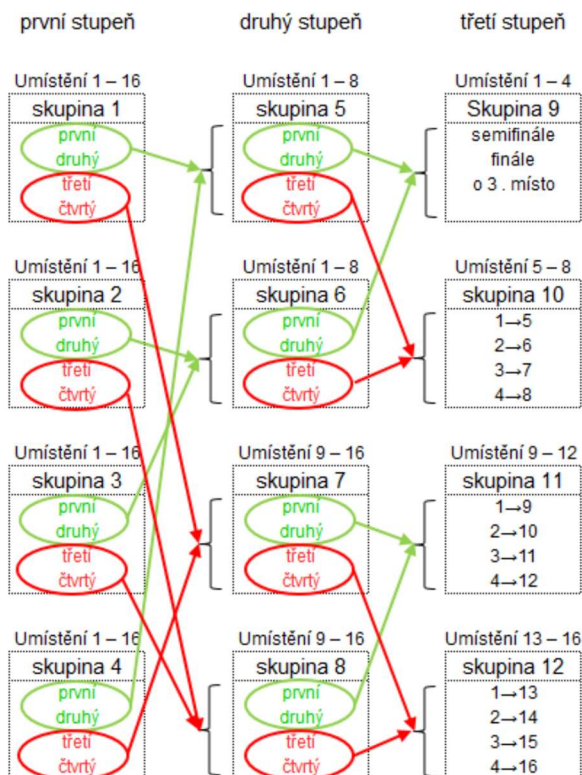 první stupeň
druhý stupeň
třetí stupeň
Umístění 1 – 16
skupina 1
první
druhý
třetí
čtvrtý
Umístění 1 – 8
skupina 5
první
druhý
třetí
čtvrtý
Umístění 1 – 4
Skupina 9
semifinále
finále
o 3 . místo
Umístění 1 – 16
skupina 2
první
druhý
třetí
čtvrtý
Umístění 1 – 8
skupina 6
první
druhý
třetí
čtvrtý
Umístění 5 – 8
skupina 10
1→5
2→6
3→7
4→8
Umístění 1 – 16
skupina 3
první
druhý
třetí
čtvrtý
Umístění 9 – 16
skupina 7
první
druhý
třetí
čtvrtý
Umístění 9 – 12
skupina 11
1→9
2→10
3→11
4→12
Umístění 1 – 16
skupina 4
první
druhý
třetí
čtvrtý
Umístění 9 – 16
skupina 8
první
druhý
třetí
čtvrtý
Umístění 13 – 16
skupina 12
1→13
2→14
3→15
4→16